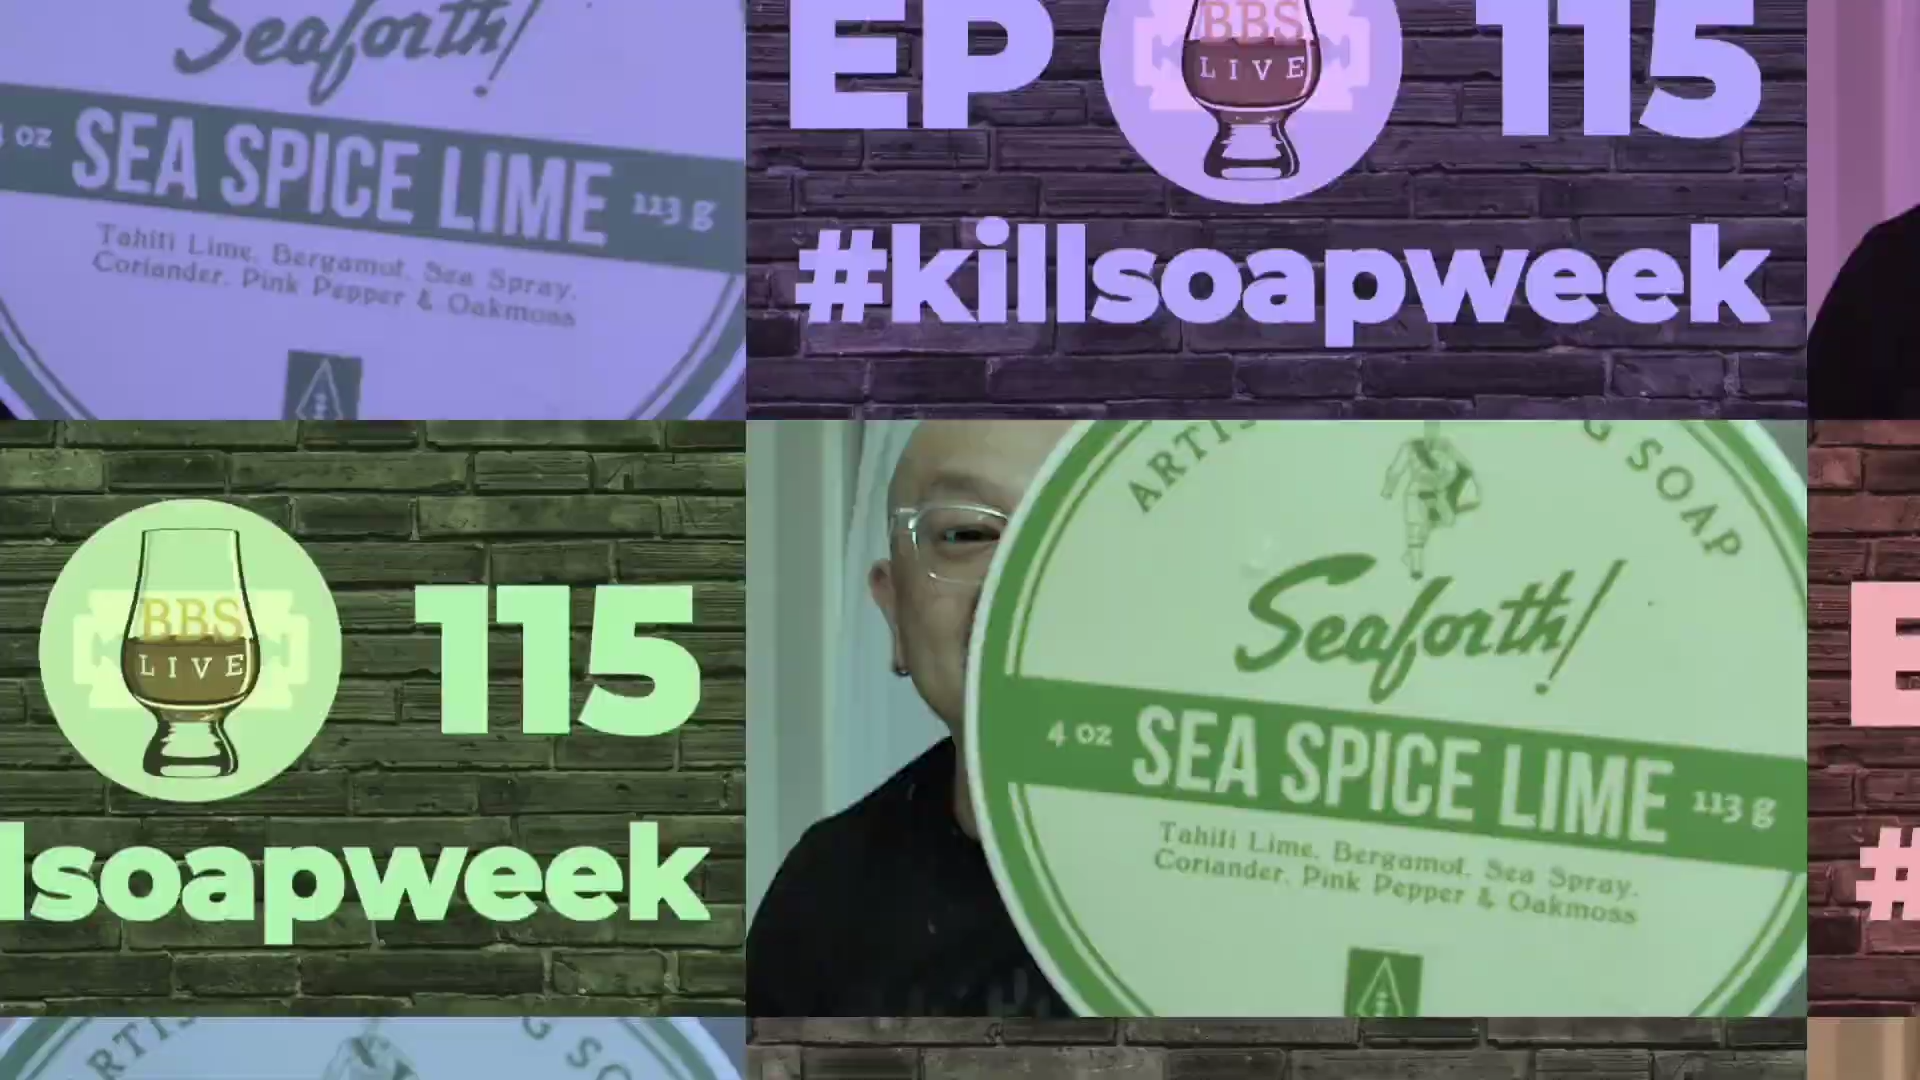 Seaforth!
oz SEA SPICE LIME 113 g
Tahiti Lime, Bergamot, Sea Spray,
Coriander, Pink Pepper & Oakmoss
EP BBS LIVE 115
#killsoapweek
BBS
LIVE
115
lsoapweek
G SOAP
Seaforth!
4 oz SEA SPICE LIME 113 g
Tahiti Lime, Bergamot, Sea Spray,
Coriander, Pink Pepper & Oakmoss
E
#